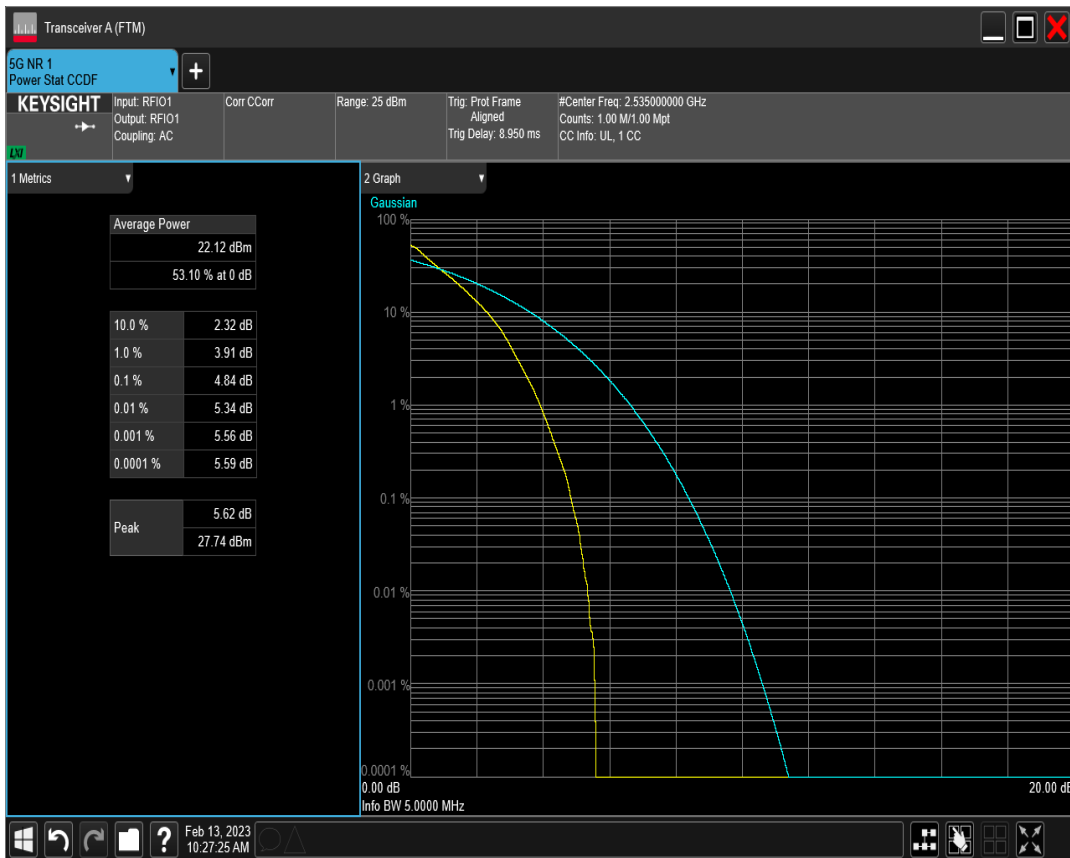 Transceiver A (FTM)
5G NR 1
Power Stat CCDF
+
KEYSIGHT
LXI
Input: RFIO1
Output: RFIO1
Coupling: AC
Corr CCorr
Range: 25 dBm
Trig: Prot Frame
Aligned
Trig Delay: 8.950 ms
#Center Freq: 2.535000000 GHz
Counts: 1.00 M/1.00 Mpt
CC Info: UL, 1 CC
1 Metrics
Average Power
22.12 dBm
53.10 % at 0 dB
10.0 % 2.32 dB
1.0 % 3.91 dB
0.1 % 4.84 dB
0.01 % 5.34 dB
0.001 % 5.56 dB
0.0001 % 5.59 dB
Peak
5.62 dB
27.74 dBm
2 Graph
Gaussian
100 %
10 %
1 %
0.1 %
0.01 %
0.001 %
0.0001 %
0.00 dB
20.00 dB
Info BW 5.0000 MHz
?
Feb 13, 2023
10:27:25 AM